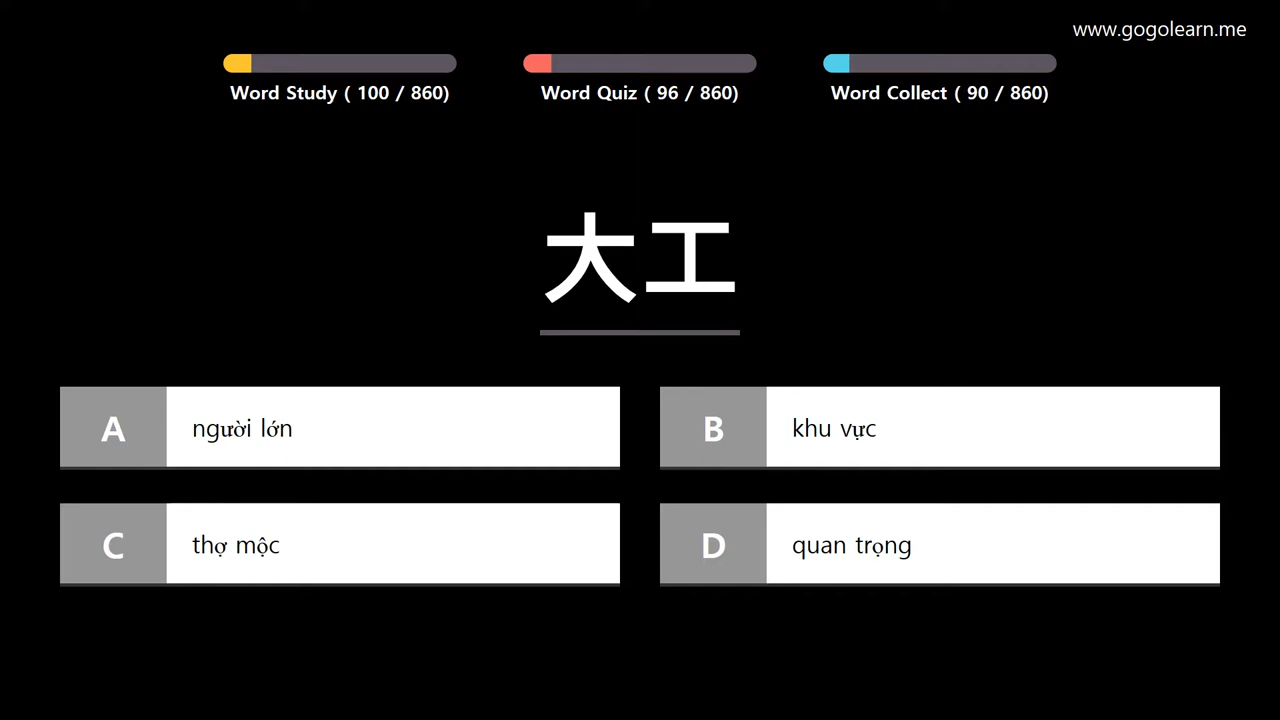 www.gogolearn.me
Word Study ( 100 / 860)
Word Quiz ( 96 / 860)
Word Collect ( 90 / 860)
大工
A người lớn
B khu vực
C thợ mộc
D quan trọng